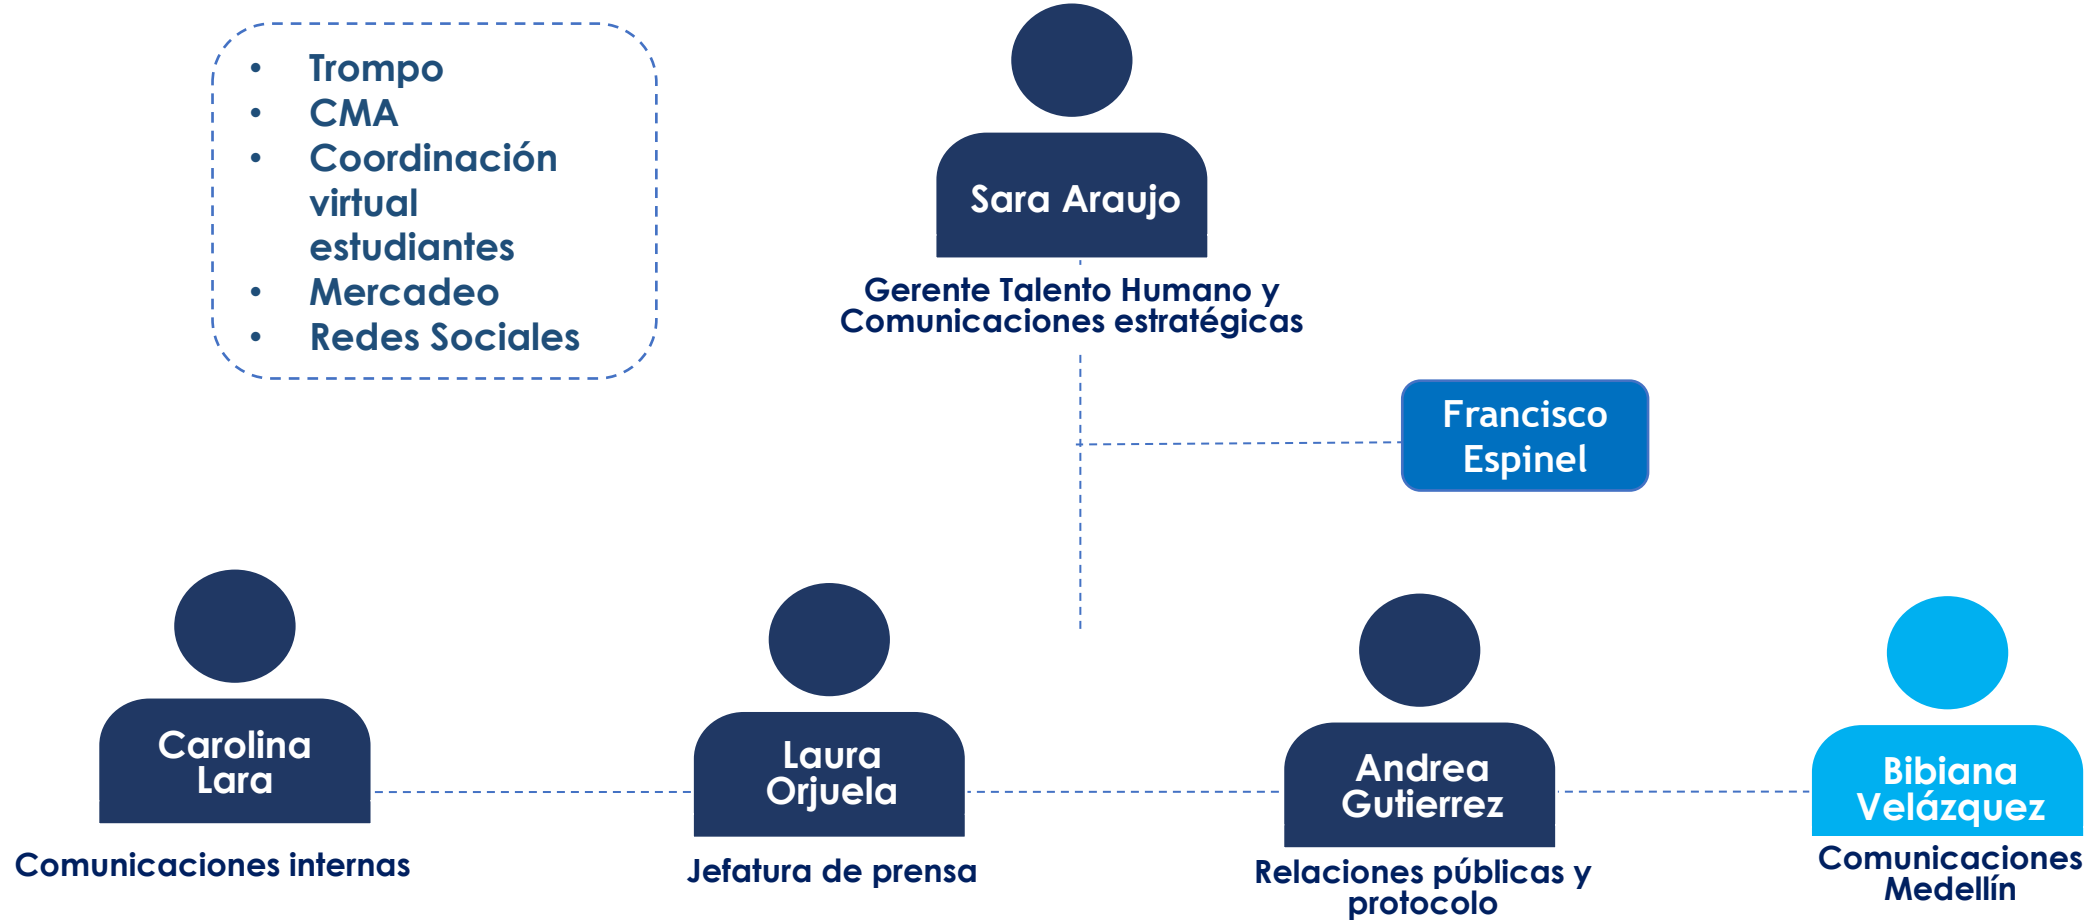 • Trompo
• CMA
• Coordinación
virtual
estudiantes
• Mercadeo
• Redes Sociales
Sara Araujo
Gerente Talento Humano y
Comunicaciones estratégicas
Francisco
Espinel
Carolina
Lara
Comunicaciones internas
Laura
Orjuela
Jefatura de prensa
Andrea
Gutierrez
Relaciones públicas y
protocolo
Bibiana
Velázquez
Comunicaciones
Medellín